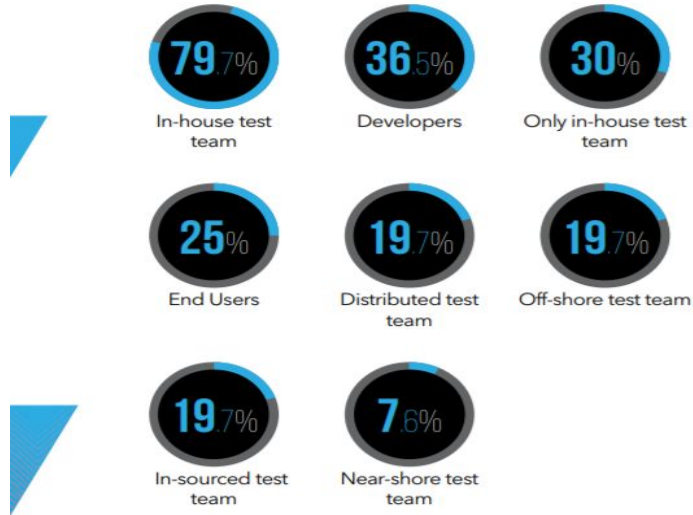 79.7%
36.5%
30%
In-house test
team
Developers
Only in-house test
team
25%
19.7%
19.7%
End Users
Distributed test
team
Off-shore test team
19.7%
7.6%
In-sourced test
team
Near-shore test
team